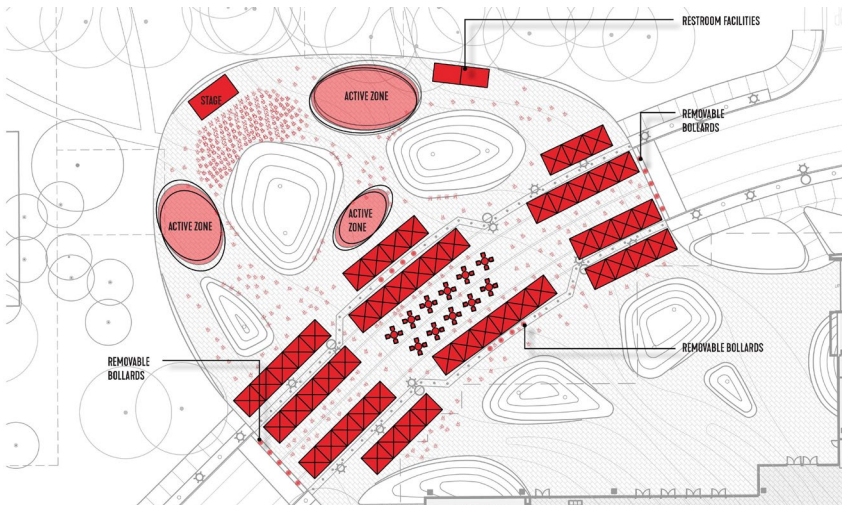 RESTROOM FACILITIES
STAGE
ACTIVE ZONE
REMOVABLE
BOLLARDS
ACTIVE ZONE
ACTIVE
ZONE
REMOVABLE BOLLARDS
REMOVABLE
BOLLARDS